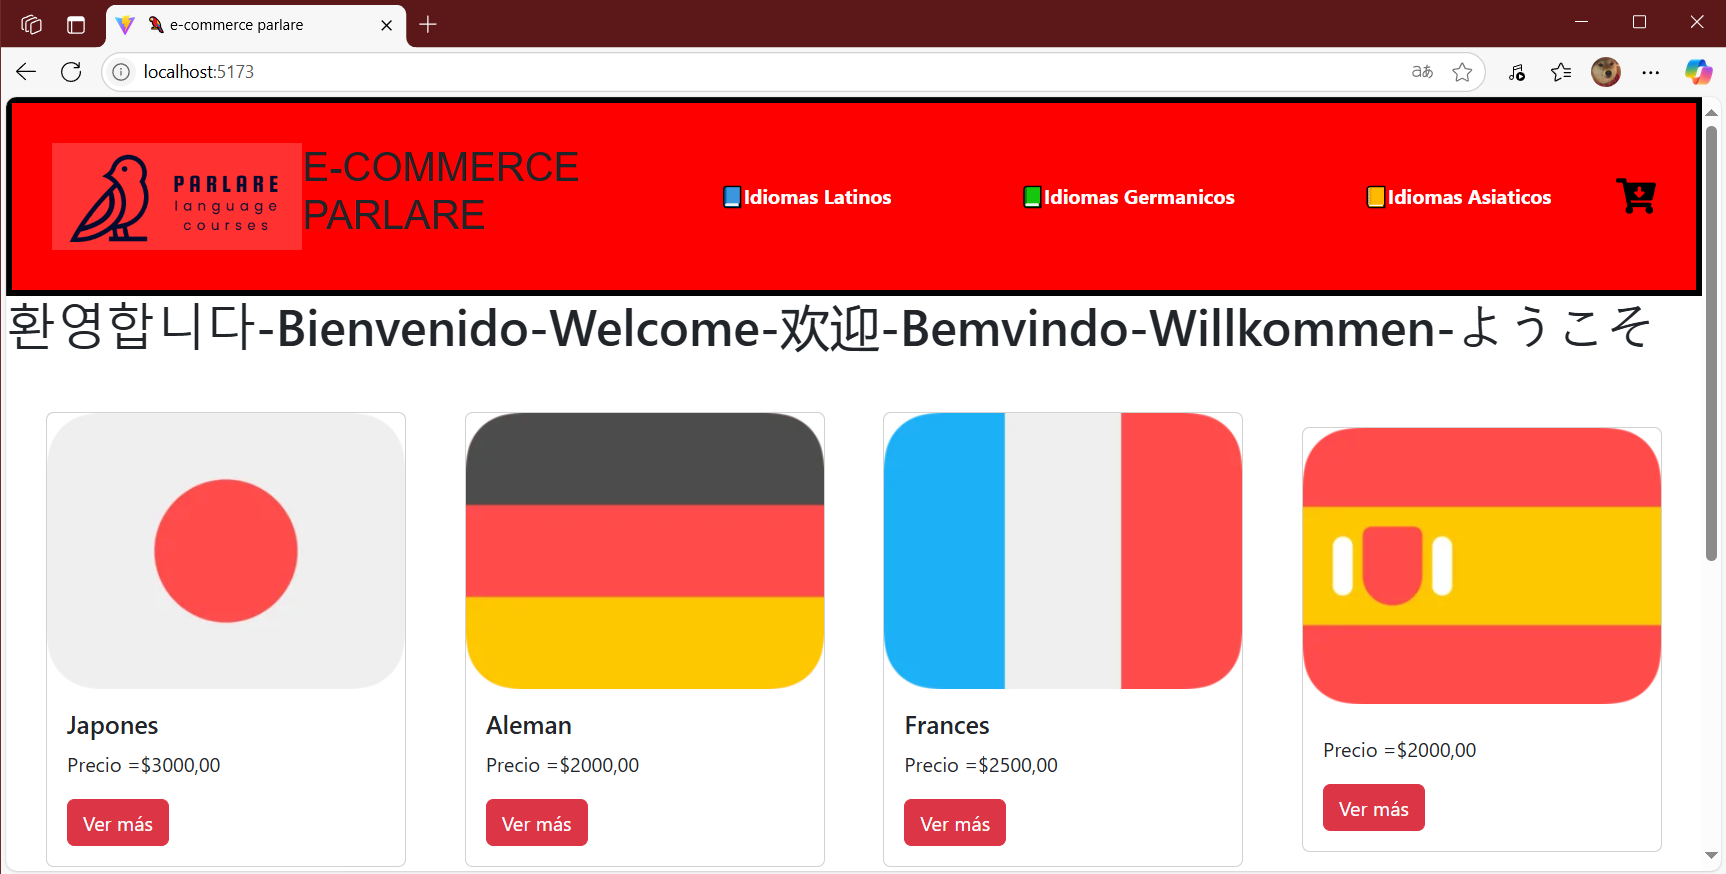 e-commerce parlare
localhost:5173
aあ
PARLARE
language
courses
E-COMMERCE
PARLARE
Idiomas Latinos
Idiomas Germanicos
Idiomas Asiaticos
환영합니다-Bienvenido-Welcome-欢迎-Bemvindo-Willkommen-ようこそ
Japones
Precio =$3000,00
Ver más
Aleman
Precio =$2000,00
Ver más
Frances
Precio =$2500,00
Ver más
Precio =$2000,00
Ver más